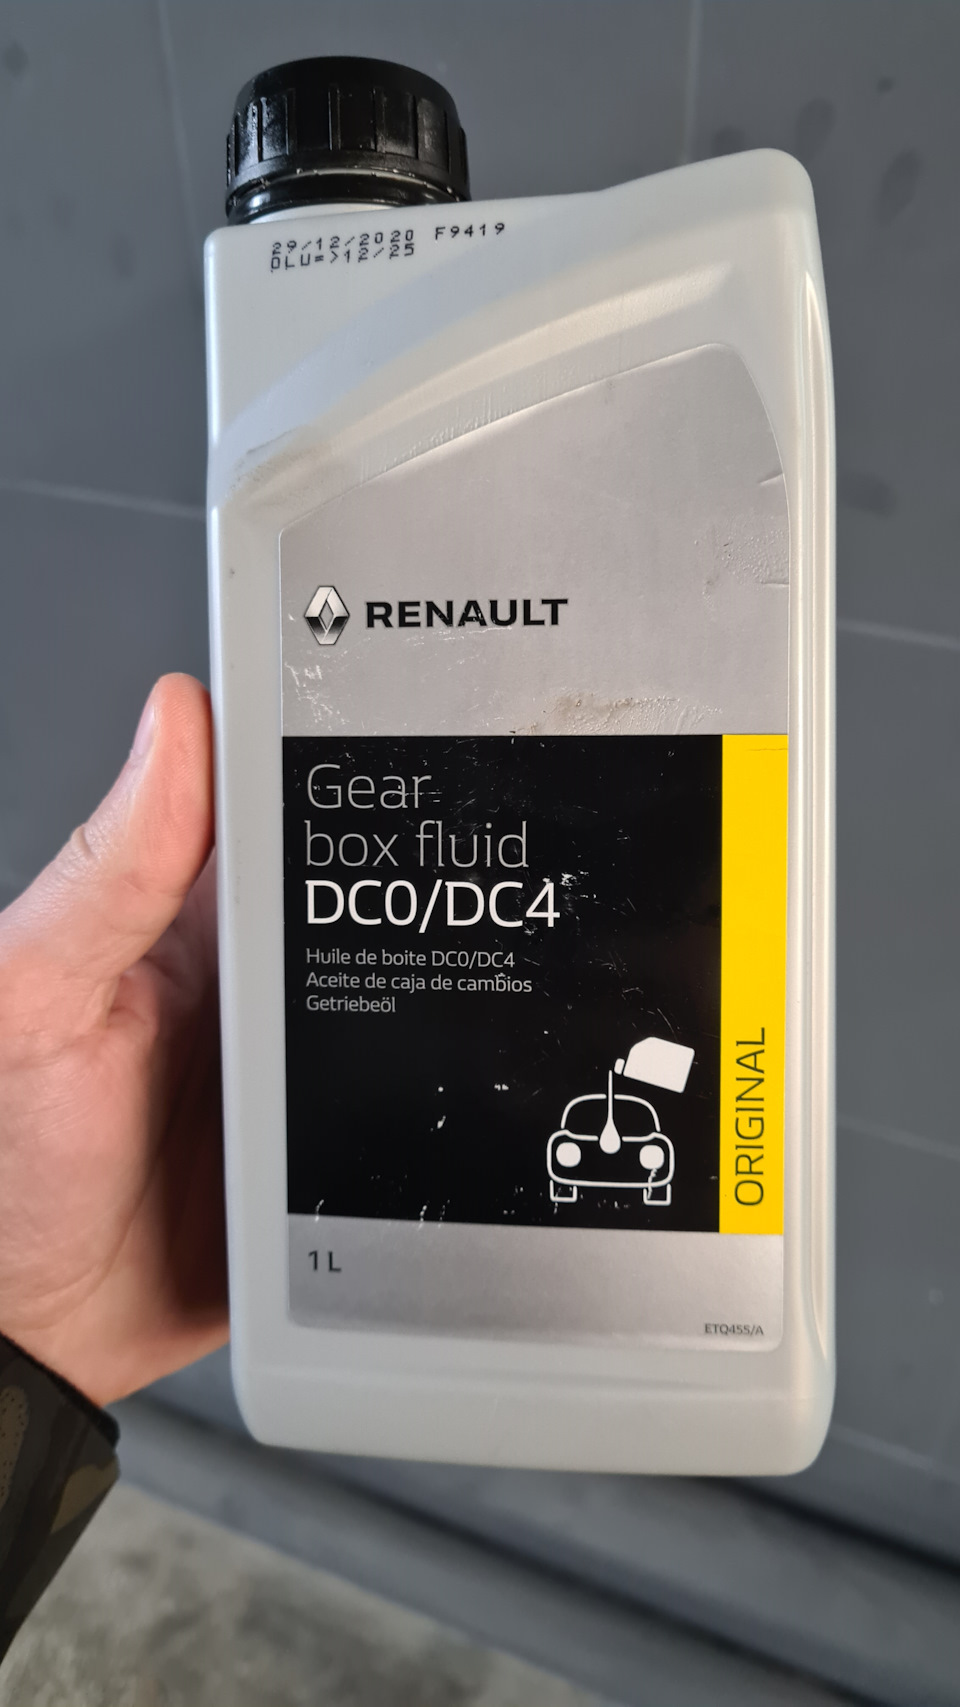 29/12/2020 F9419
DLU=>12/25
RENAULT
Gear
box fluid
DC0/DC4
Huile de boite DC0/DC4
Aceite de caja de cambios
Getriebeöl
ORIGINAL
1 L
ETQ455/A